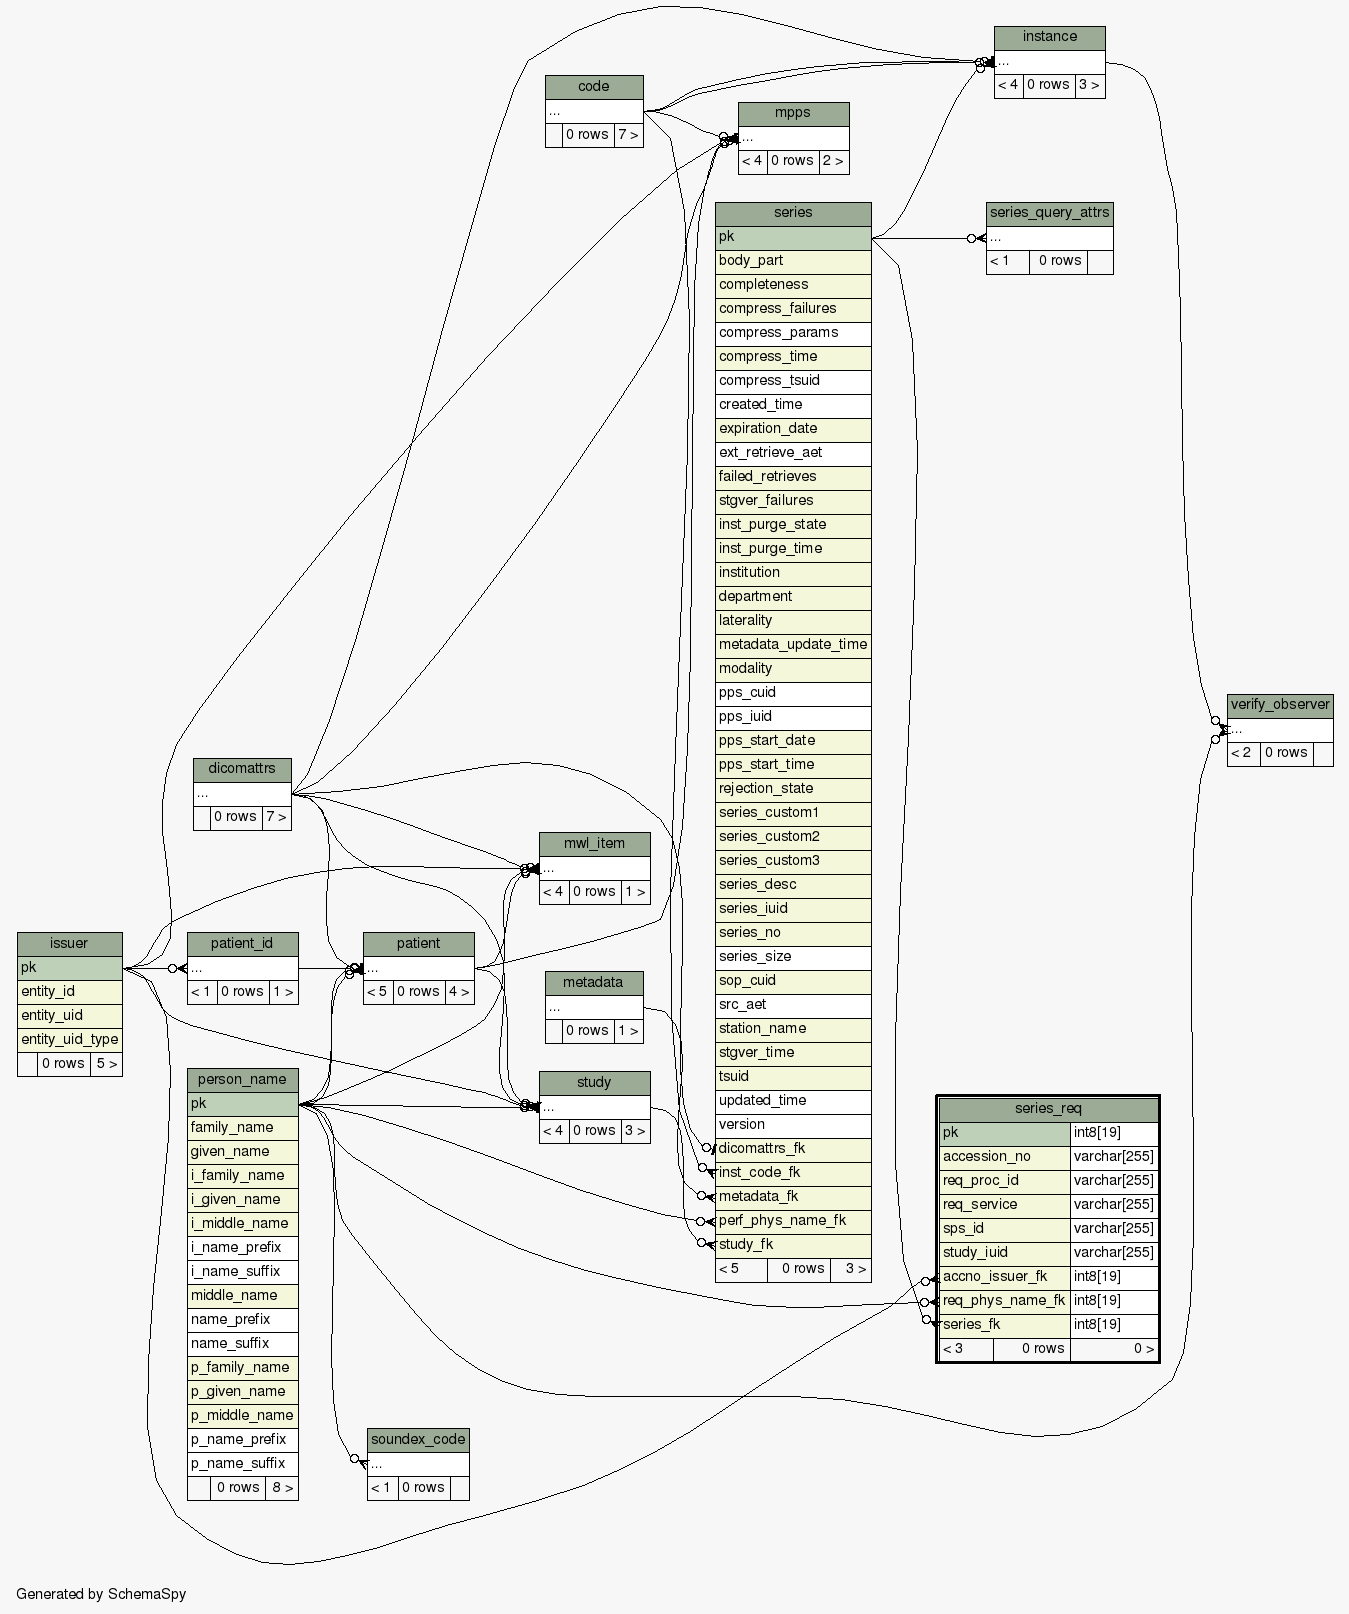 instance
...
< 4 0 rows 3 >
code
...
0 rows 7 >
mpps
...
< 4 0 rows 2 >
series
pk
body_part
completeness
compress_failures
compress_params
compress_time
compress_tsuid
created_time
expiration_date
ext_retrieve_aet
failed_retrieves
stgver_failures
inst_purge_state
inst_purge_time
institution
department
laterality
metadata_update_time
modality
pps_cuid
pps_iuid
pps_start_date
pps_start_time
rejection_state
series_custom1
series_custom2
series_custom3
series_desc
series_iuid
series_no
series_size
sop_cuid
src_aet
station_name
stgver_time
tsuid
updated_time
version
dicomattrs_fk
inst_code_fk
metadata_fk
perf_phys_name_fk
study_fk
< 5 0 rows 3 >
series_query_attrs
...
< 1 0 rows
verify_observer
...
< 2 0 rows
dicomattrs
...
0 rows 7 >
mwl_item
...
< 4 0 rows 1 >
issuer
pk
entity_id
entity_uid
entity_uid_type
0 rows 5 >
patient_id
...
< 1 0 rows 1 >
patient
...
< 5 0 rows 4 >
metadata
...
0 rows 1 >
study
...
< 4 0 rows 3 >
person_name
pk
family_name
given_name
i_family_name
i_given_name
i_middle_name
i_name_prefix
i_name_suffix
middle_name
name_prefix
name_suffix
p_family_name
p_given_name
p_middle_name
p_name_prefix
p_name_suffix
0 rows 8 >
series_req
pk int8[19]
accession_no varchar[255]
req_proc_id varchar[255]
req_service varchar[255]
sps_id varchar[255]
study_iuid varchar[255]
accno_issuer_fk int8[19]
req_phys_name_fk int8[19]
series_fk int8[19]
< 3 0 rows 0 >
soundex_code
...
< 1 0 rows
Generated by SchemaSpy